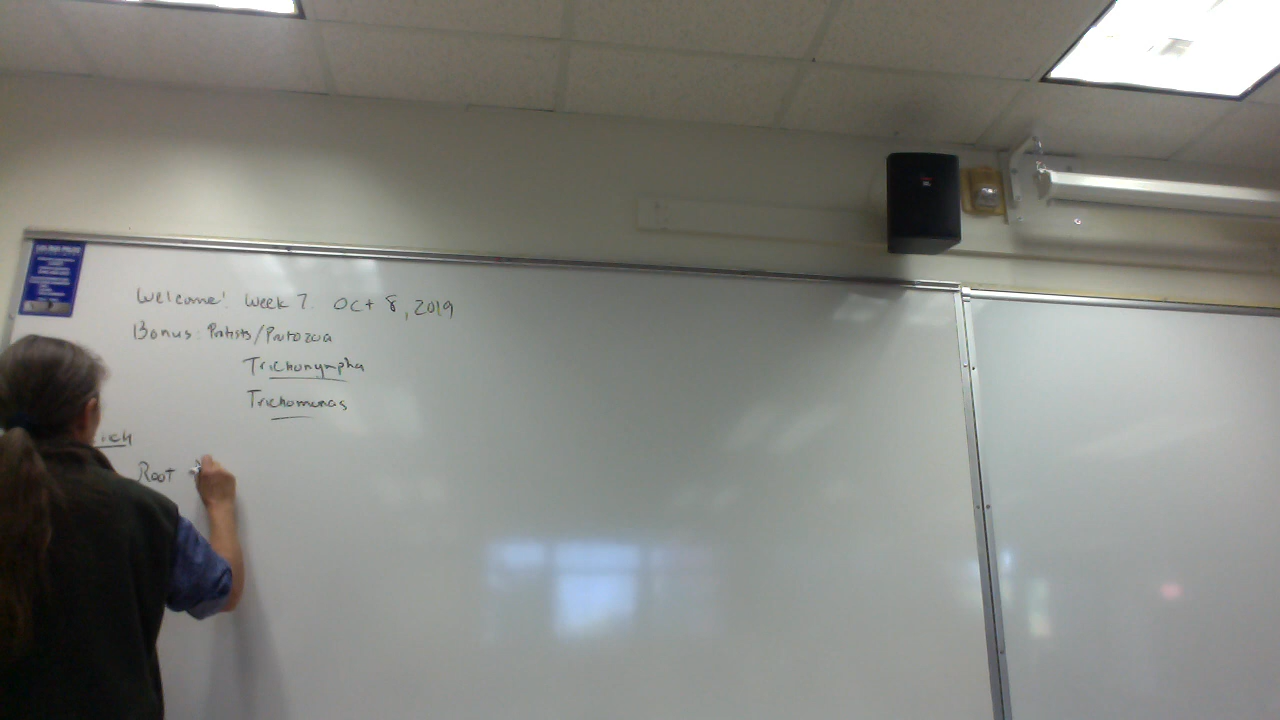 Welcome! Week 7. Oct 8, 2019
Bonus: Protists/Protozoa
Trichonympha
Trichomonas
Root